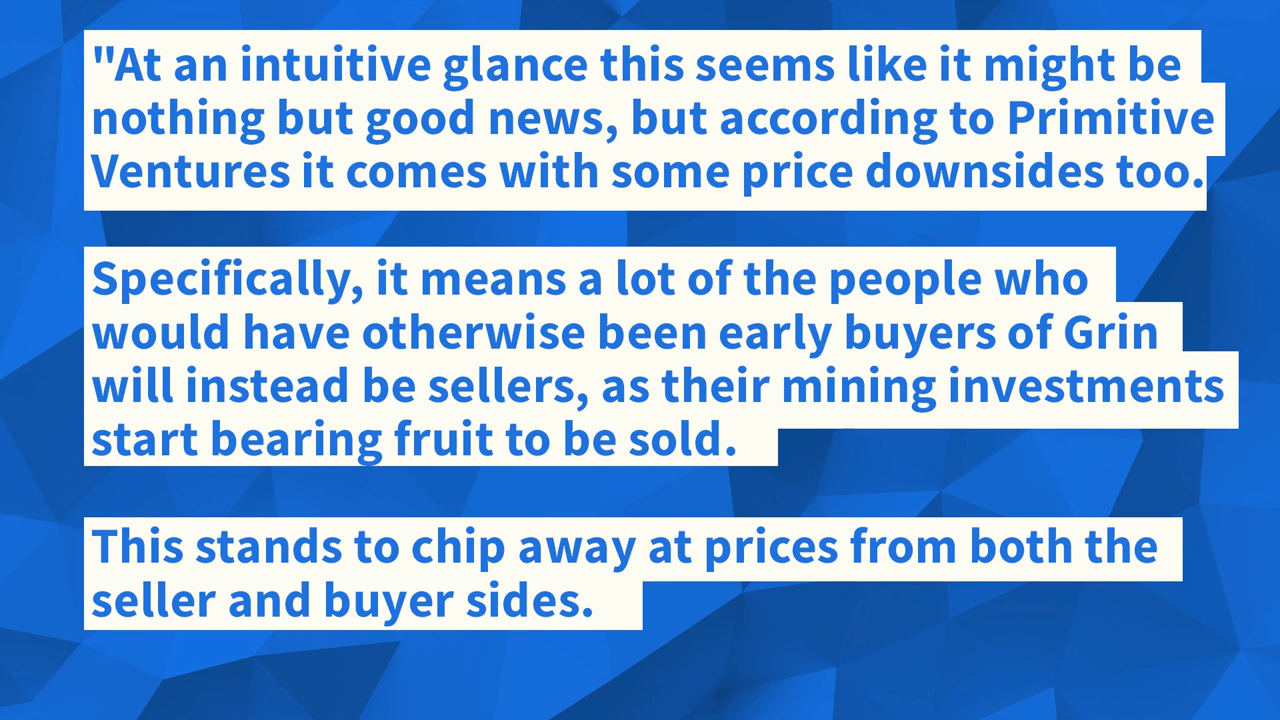 "At an intuitive glance this seems like it might be
nothing but good news, but according to Primitive
Ventures it comes with some price downsides too.
Specifically, it means a lot of the people who
would have otherwise been early buyers of Grin
will instead be sellers, as their mining investments
start bearing fruit to be sold.
This stands to chip away at prices from both the
seller and buyer sides.